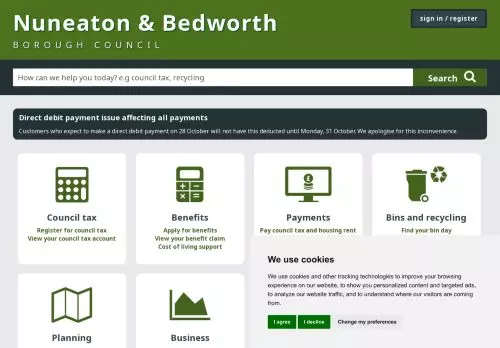 Nuneaton & Bedworth
BOROUGH COUNCIL
sign in / register
How can we help you today? e.g council tax, recycling
Search
Direct debit payment issue affecting all payments
Customers who expect to make a direct debit payment on 28 October will not have this deducted until Monday, 31 October. We apologise for this inconvenience.
Council tax
Register for council tax
View your council tax account
Benefits
Apply for benefits
View your benefit claim
Cost of living support
Payments
Pay council tax and housing rent
Bins and recycling
Find your bin day
Planning
Business
We use cookies
We use cookies and other tracking technologies to improve your browsing
experience on our website, to show you personalized content and targeted ads,
to analyze our website traffic, and to understand where our visitors are coming
from.
I agree
I decline
Change my preferences